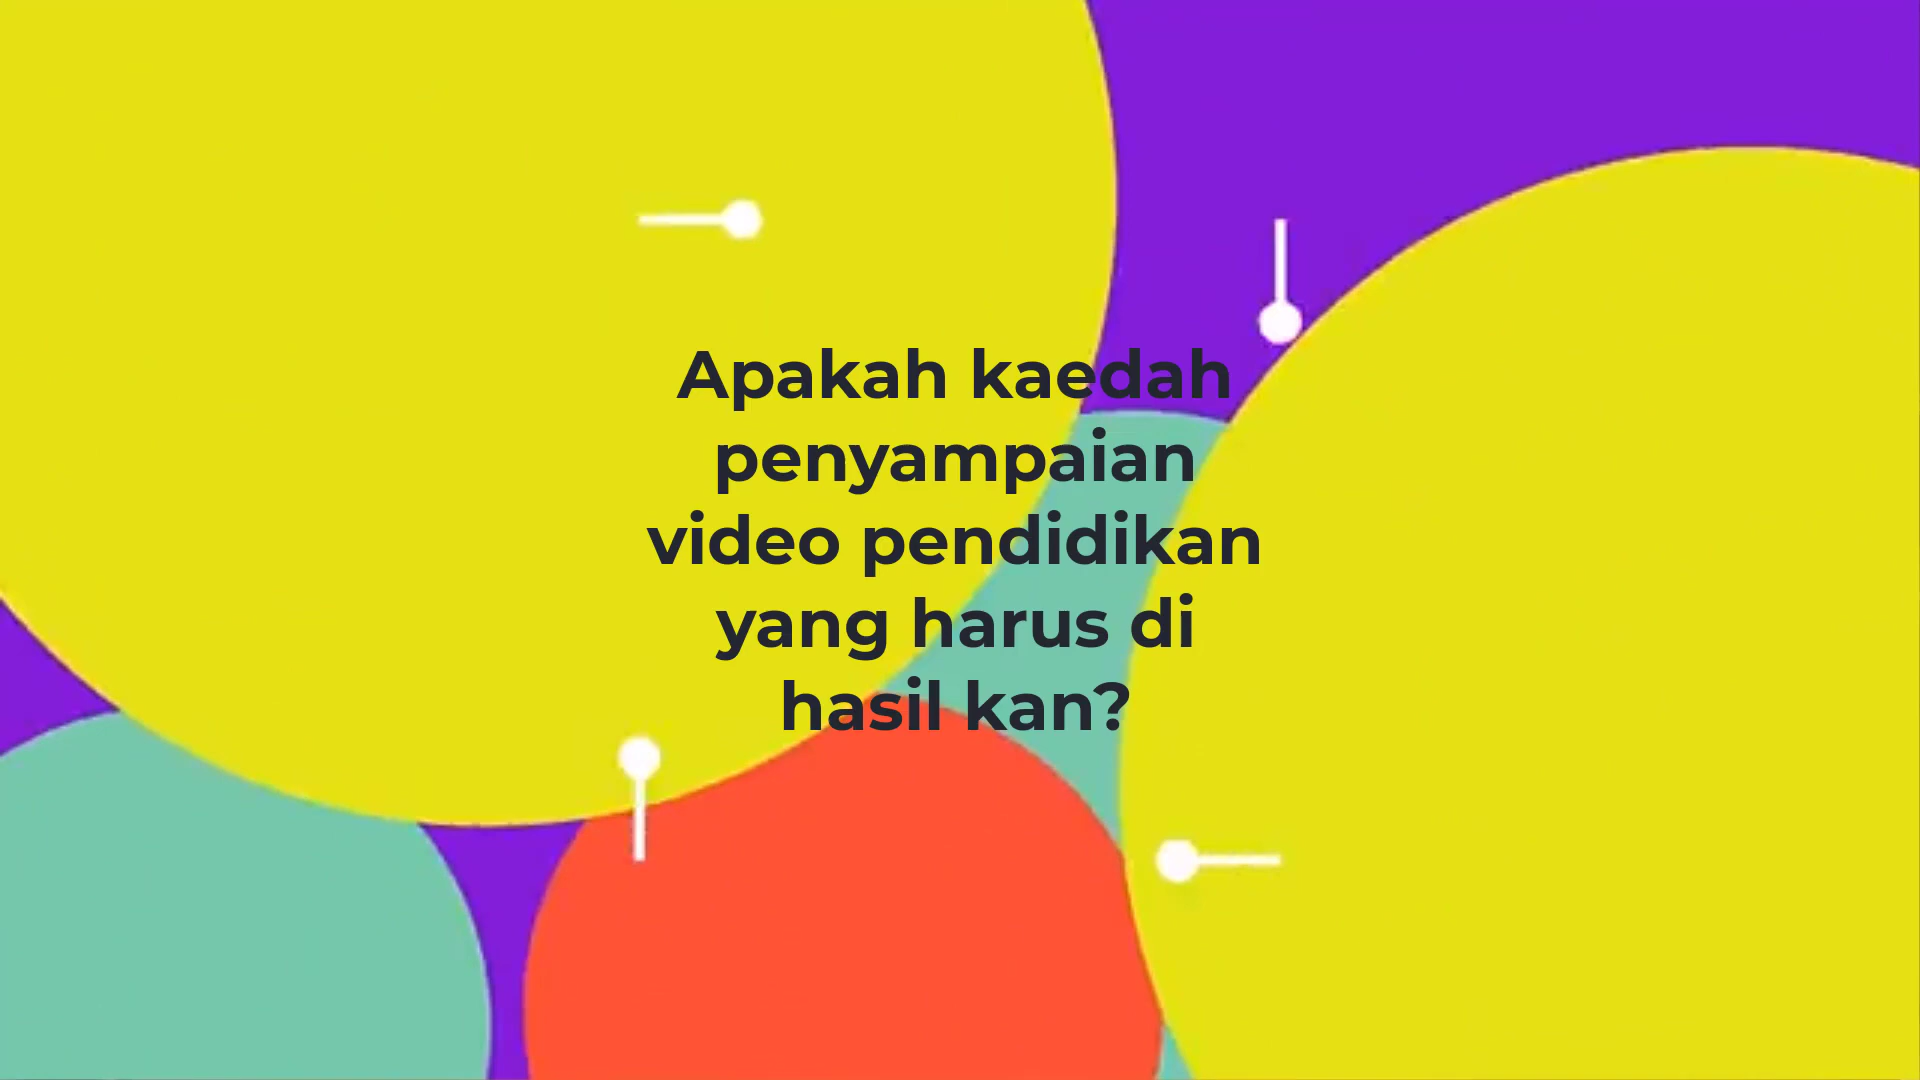 Apakah kaedah
penyampaian
video pendidikan
yang harus di
hasil kan?